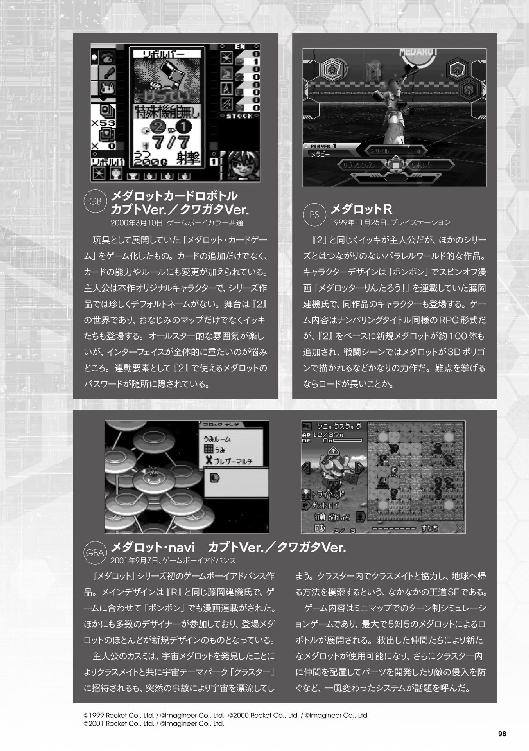 リボルバー
特殊機能無し
7/7
射撃
2000
×53
STOCK
GB
メダロットカードロボトル
カブトVer.／クワガタVer.
2000年3月10日、ゲームボーイカラー共通
玩具として展開していた『メダロット・カードゲー
ム』をゲーム化したもの。カードの追加だけでなく、
カードの能力やルールにも変更が加えられている。
主人公は本作オリジナルキャラクターで、シリーズ作
品では珍しくデフォルトネームがない。舞台は『2』
の世界であり、おなじみのマップだけでなくイッキ
たちも登場する。オールスター的な雰囲気が楽し
いが、インターフェイスが全体的に重たいのが悩み
どころ。連動要素として『2』で使えるメダロットの
パスワードが随所に隠されている。
MEDAROT
PLAYER 1
PS
メダロットR
1999年11月25日、プレイステーション
『2』と同じくイッキが主人公だが、ほかのシリー
ズとはつながりのないパラレルワールド的な作品。
キャラクターデザインは『ボンボン』でスピンオフ漫
画『メダロッターりんたろう！』を連載していた藤岡
建機氏で、同作品のキャラクターも登場する。ゲー
ム内容はナンバリングタイトル同様のRPG形式だ
が、『2』をベースに新規メダロットが約100体も
追加され、戦闘シーンではメダロットが3Dポリゴ
ンで描かれるなどかなりの力作だ。難点を挙げる
ならロードが長いことか。
うみルーム
うみ
ブレザーマルチ
GBA
メダロット・navi　カブトVer.／クワガタVer.
2001年9月7日、ゲームボーイアドバンス
『メダロット』シリーズ初のゲームボーイアドバンス作
品。メインデザインは『R』と同じ藤岡建機氏で、ゲ
ームに合わせて『ボンボン』でも漫画連載がされた。
ほかにも多数のデザイナーが参加しており、登場メダ
ロットのほとんどが新規デザインのものとなっている。
主人公のカスミは、宇宙メダロットを発見したことに
よりクラスメイトと共に宇宙テーマパーク「クラスター」
に招待されるも、突然の事故により宇宙を漂流してし
まう。クラスター内でクラスメイトと協力し、地球へ帰
る方法を模索するという、なかなかの王道SFである。
ゲーム内容はミニマップでのターン制シミュレーシ
ョンゲームであり、最大で5対5のメダロットによるロ
ボトルが展開される。救出した仲間たちにより新た
なメダロットが使用可能になり、さらにクラスター内
に仲間を配置してパーツを開発したり敵の侵入を防
ぐなど、一風変わったシステムが話題を呼んだ。
©1999 Rocket Co., Ltd. / ©Imagineer Co., Ltd. ©2000 Rocket Co., Ltd. / ©Imagineer Co., Ltd.
©2001 Rocket Co., Ltd. / ©Imagineer Co., Ltd.
98